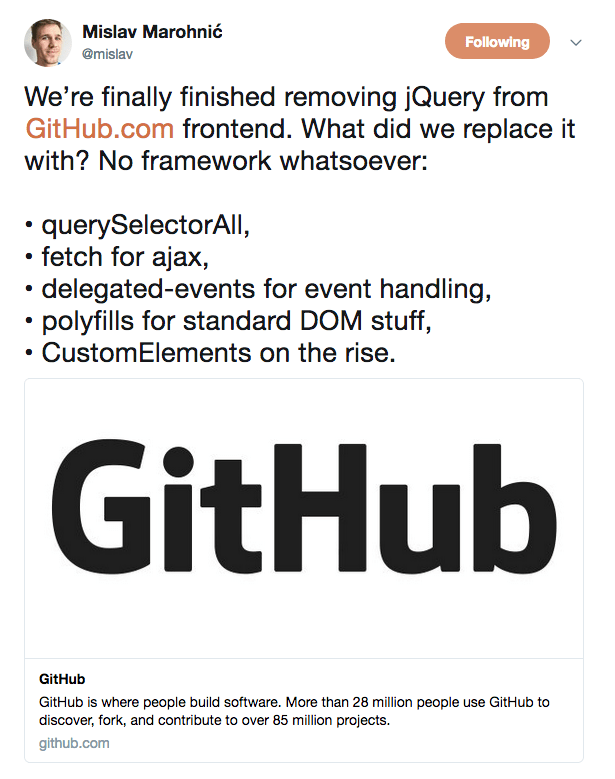 Mislav Marohnić
@mislav
Following
We’re finally finished removing jQuery from
GitHub.com frontend. What did we replace it
with? No framework whatsoever:
• querySelectorAll,
• fetch for ajax,
• delegated-events for event handling,
• polyfills for standard DOM stuff,
• CustomElements on the rise.
GitHub
GitHub
GitHub is where people build software. More than 28 million people use GitHub to
discover, fork, and contribute to over 85 million projects.
github.com